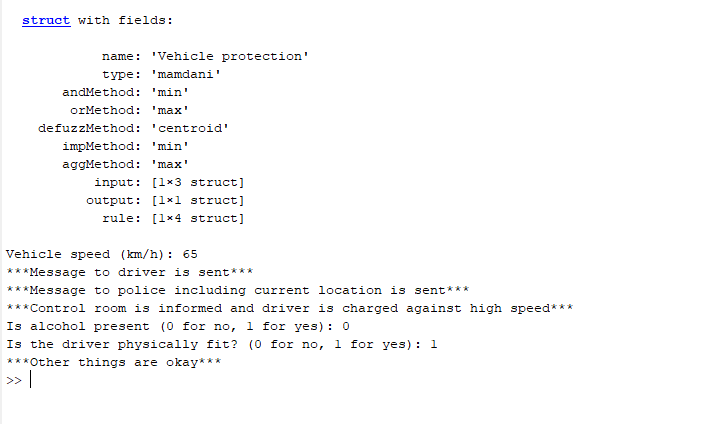 struct with fields:
name: 'Vehicle protection'
type: 'mamdani'
andMethod: 'min'
orMethod: 'max'
defuzzMethod: 'centroid'
impMethod: 'min'
aggMethod: 'max'
input: [1×3 struct]
output: [1×1 struct]
rule: [1×4 struct]
Vehicle speed (km/h): 65
***Message to driver is sent***
***Message to police including current location is sent***
***Control room is informed and driver is charged against high speed***
Is alcohol present (0 for no, 1 for yes): 0
Is the driver physically fit? (0 for no, 1 for yes): 1
***Other things are okay***
>>